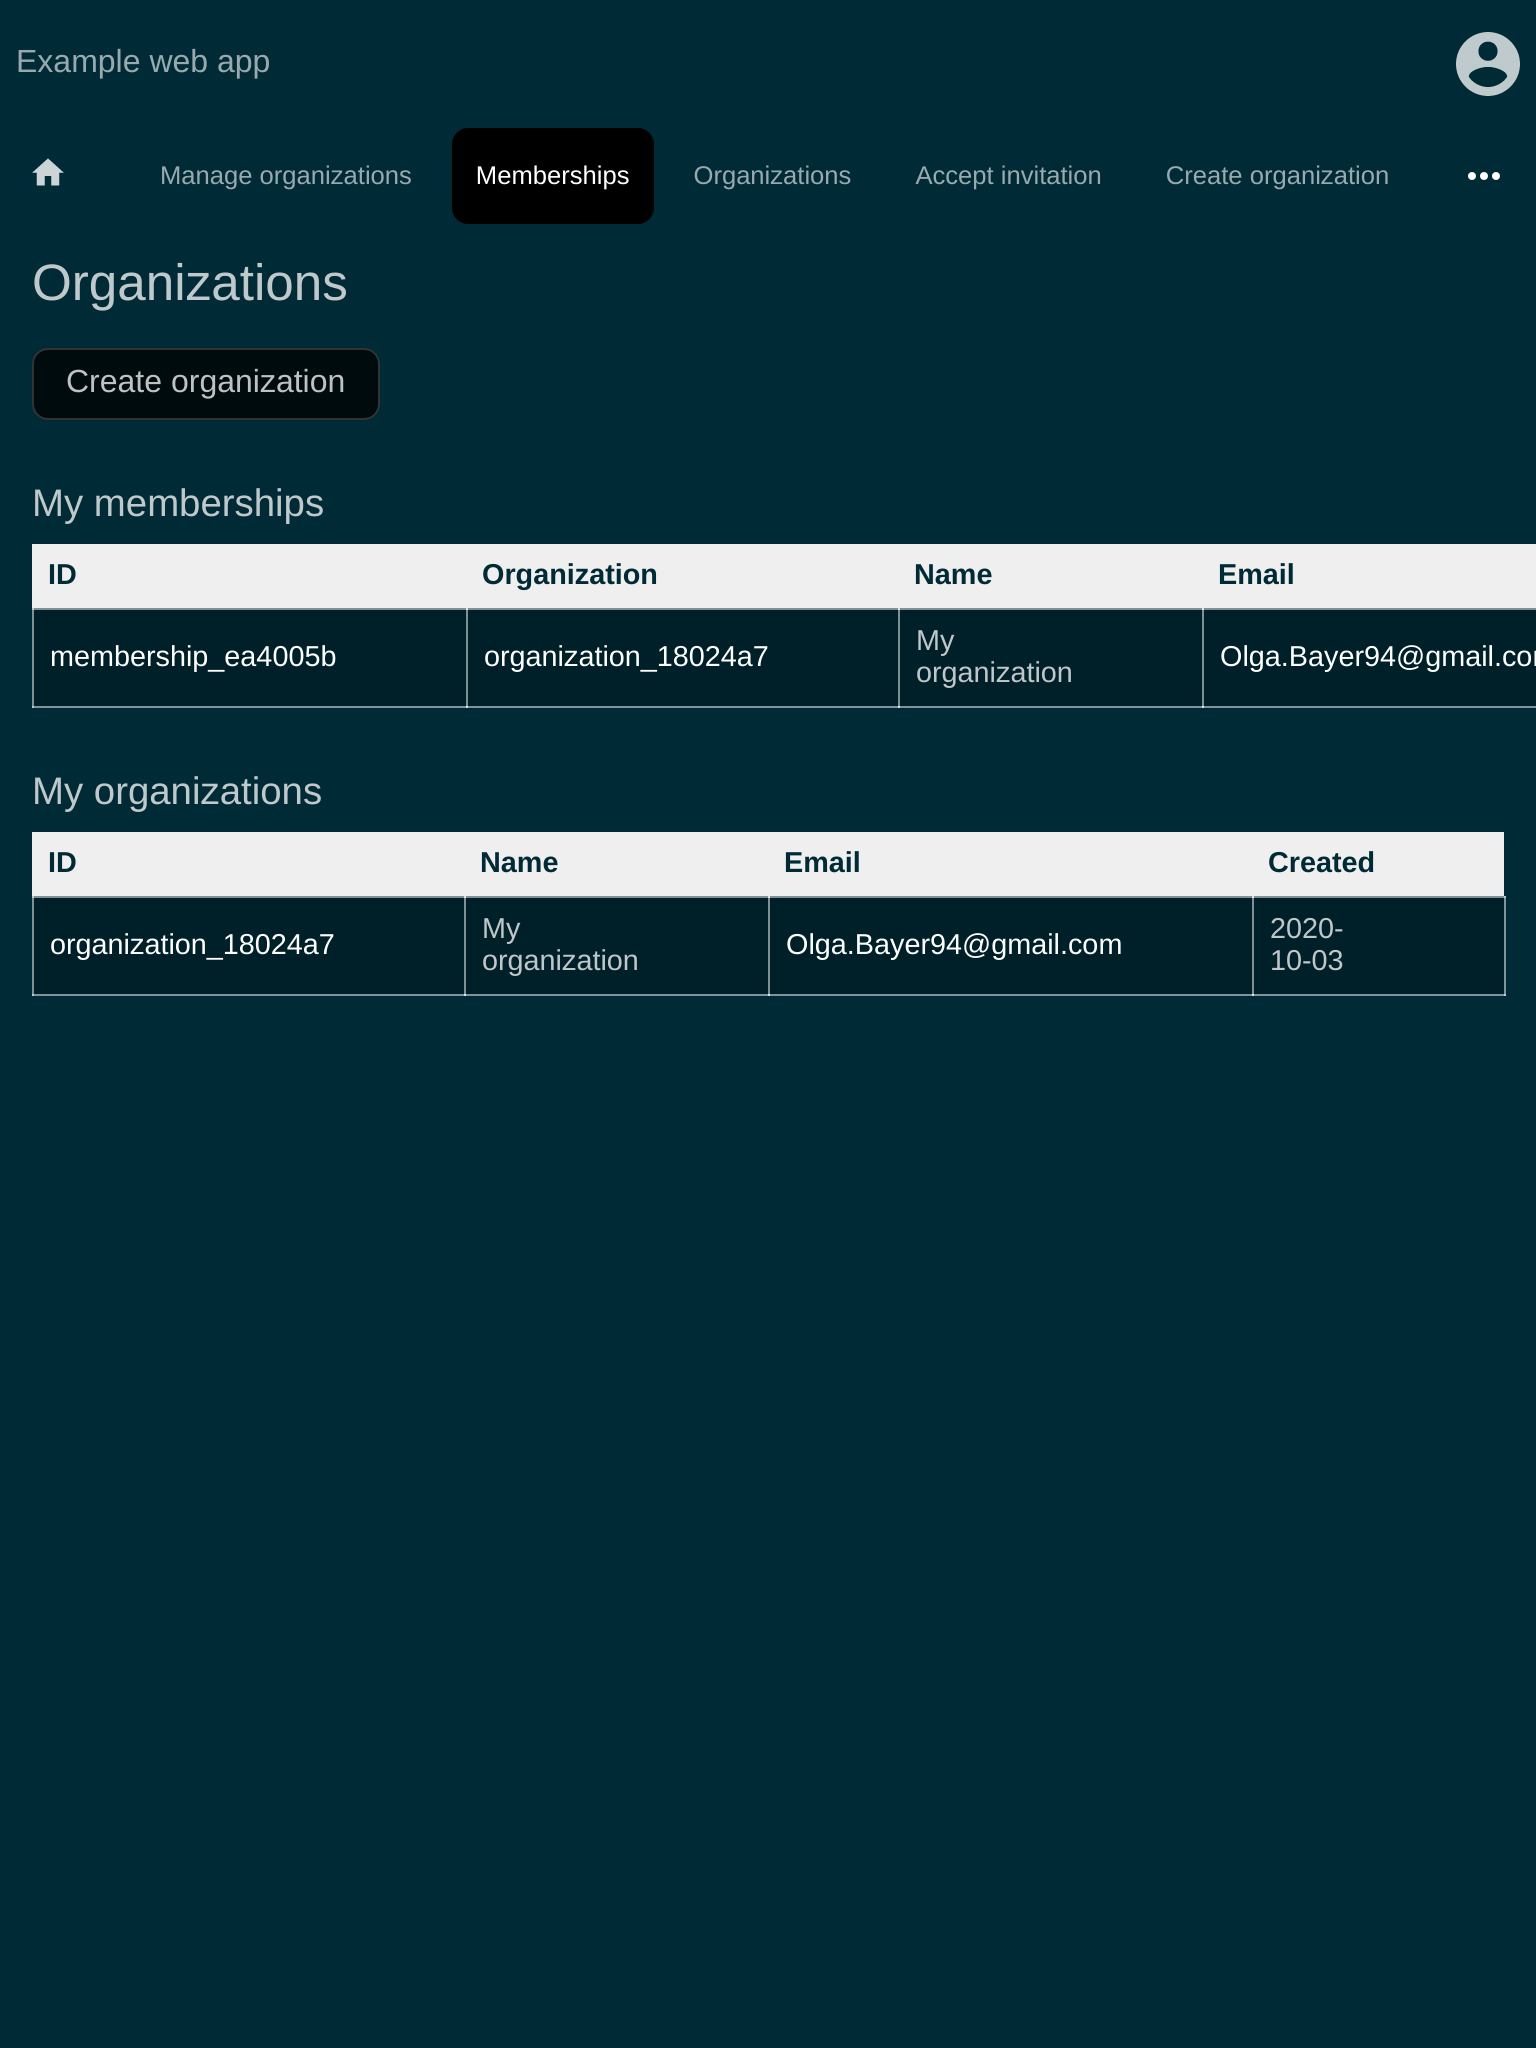 Example web app
Manage organizations Memberships Organizations Accept invitation Create organization
Organizations
Create organization
My memberships
ID Organization Name Email
membership_ea4005b organization_18024a7 My organization Olga.Bayer94@gmail.co
My organizations
ID Name Email Created
organization_18024a7 My organization Olga.Bayer94@gmail.com 2020-10-03